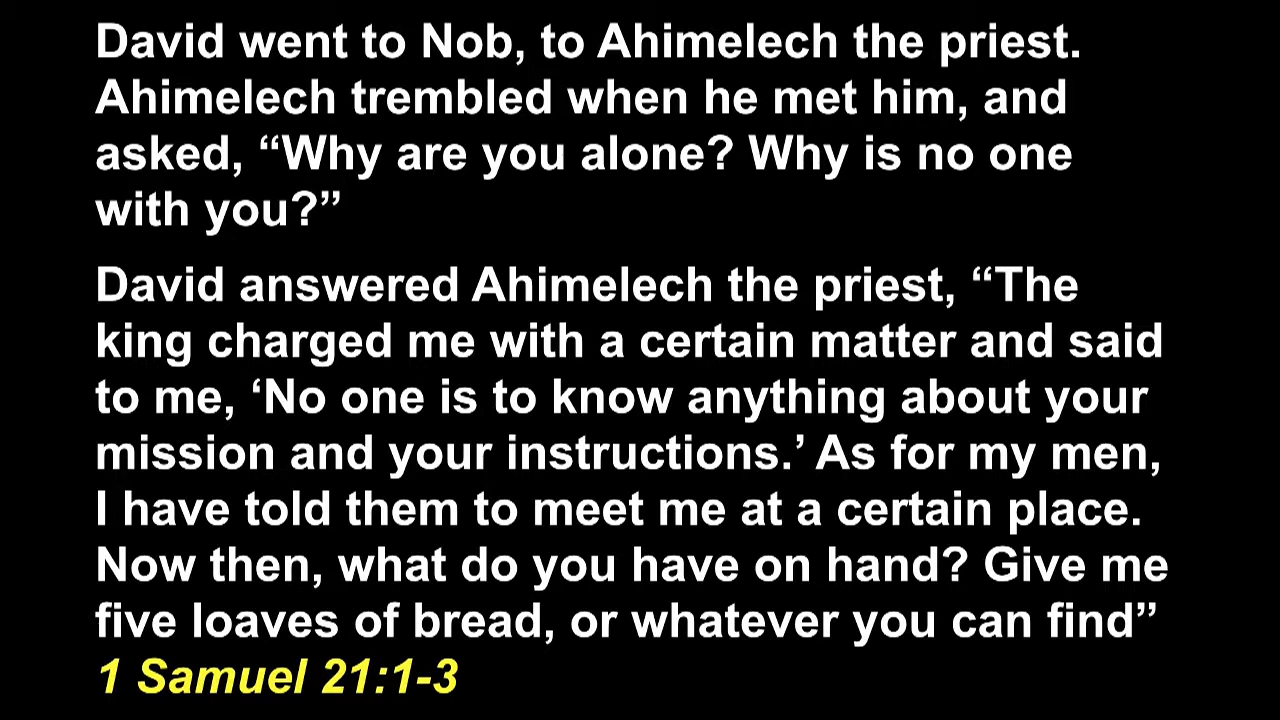 David went to Nob, to Ahimelech the priest.
Ahimelech trembled when he met him, and
asked, “Why are you alone? Why is no one
with you?”
David answered Ahimelech the priest, “The
king charged me with a certain matter and said
to me, ‘No one is to know anything about your
mission and your instructions.’ As for my men,
I have told them to meet me at a certain place.
Now then, what do you have on hand? Give me
five loaves of bread, or whatever you can find”
1 Samuel 21:1-3